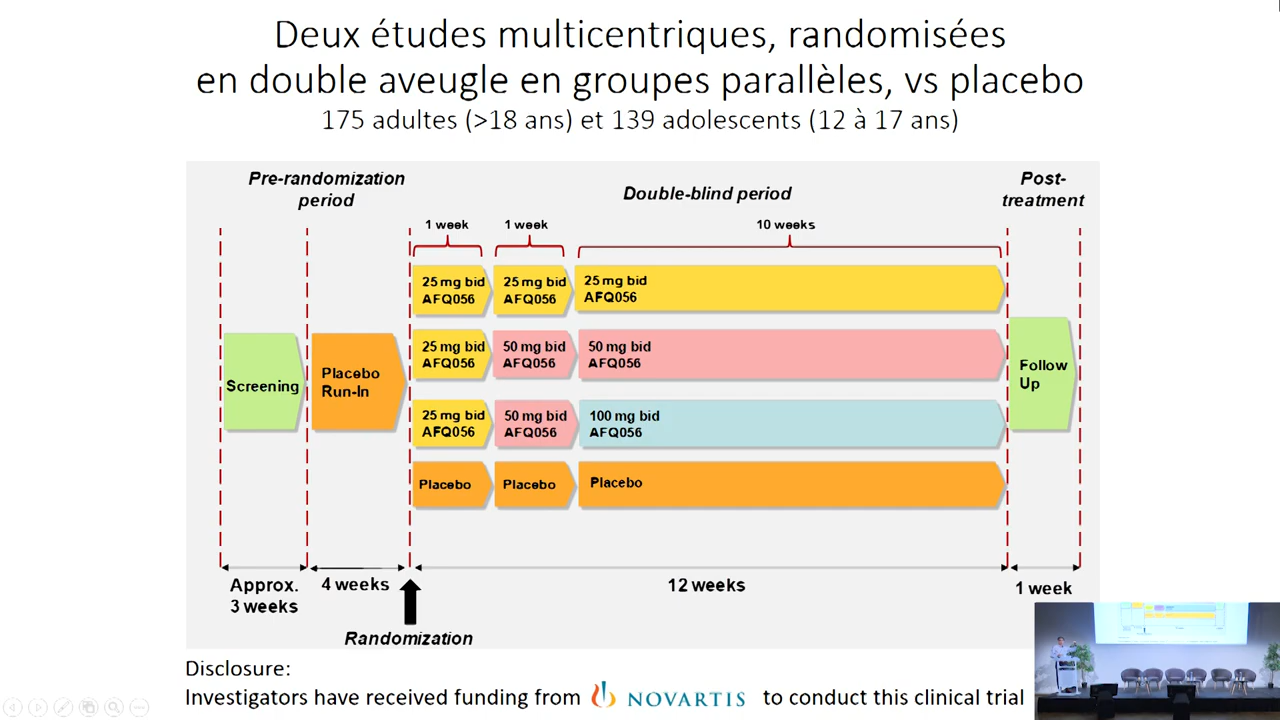 Deux études multicentriques, randomisées
en double aveugle en groupes parallèles, vs placebo
175 adultes (>18 ans) et 139 adolescents (12 à 17 ans)
Pre-randomization
period
Double-blind period
Post-
treatment
1 week
1 week
10 weeks
25 mg bid
AFQ056
25 mg bid
AFQ056
25 mg bid
AFQ056
25 mg bid
AFQ056
50 mg bid
AFQ056
50 mg bid
AFQ056
Screening
Placebo
Run-In
Follow
Up
25 mg bid
AFQ056
50 mg bid
AFQ056
100 mg bid
AFQ056
Placebo
Placebo
Placebo
Approx.
3 weeks
4 weeks
12 weeks
1 week
Randomization
Disclosure:
Investigators have received funding from NOVARTIS to conduct this clinical trial